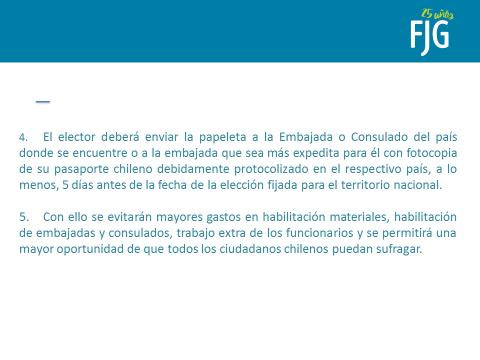 25 años
FJG
4. El elector deberá enviar la papeleta a la Embajada o Consulado del país
donde se encuentre o a la embajada que sea más expedita para él con fotocopia
de su pasaporte chileno debidamente protocolizado en el respectivo país, a lo
menos, 5 días antes de la fecha de la elección fijada para el territorio nacional.
5. Con ello se evitarán mayores gastos en habilitación materiales, habilitación
de embajadas y consulados, trabajo extra de los funcionarios y se permitirá una
mayor oportunidad de que todos los ciudadanos chilenos puedan sufragar.